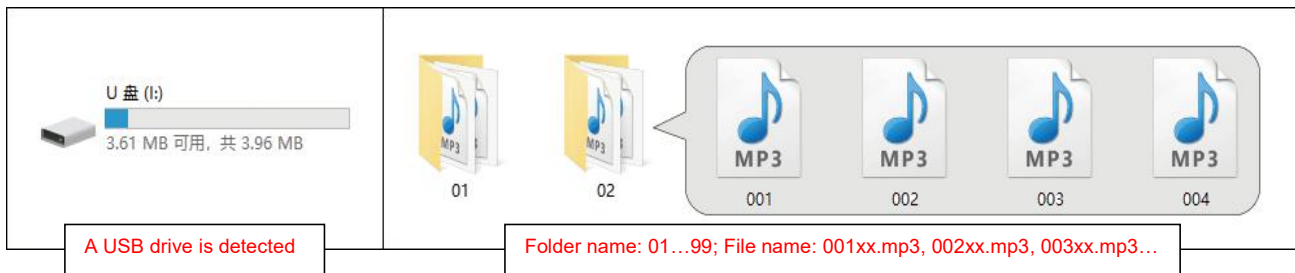 U 盘 (I:)
3.61 MB 可用, 共 3.96 MB
MP3
01
MP3
02
MP3
001
MP3
002
MP3
003
MP3
004
A USB drive is detected
Folder name: 01…99; File name: 001xx.mp3, 002xx.mp3, 003xx.mp3…